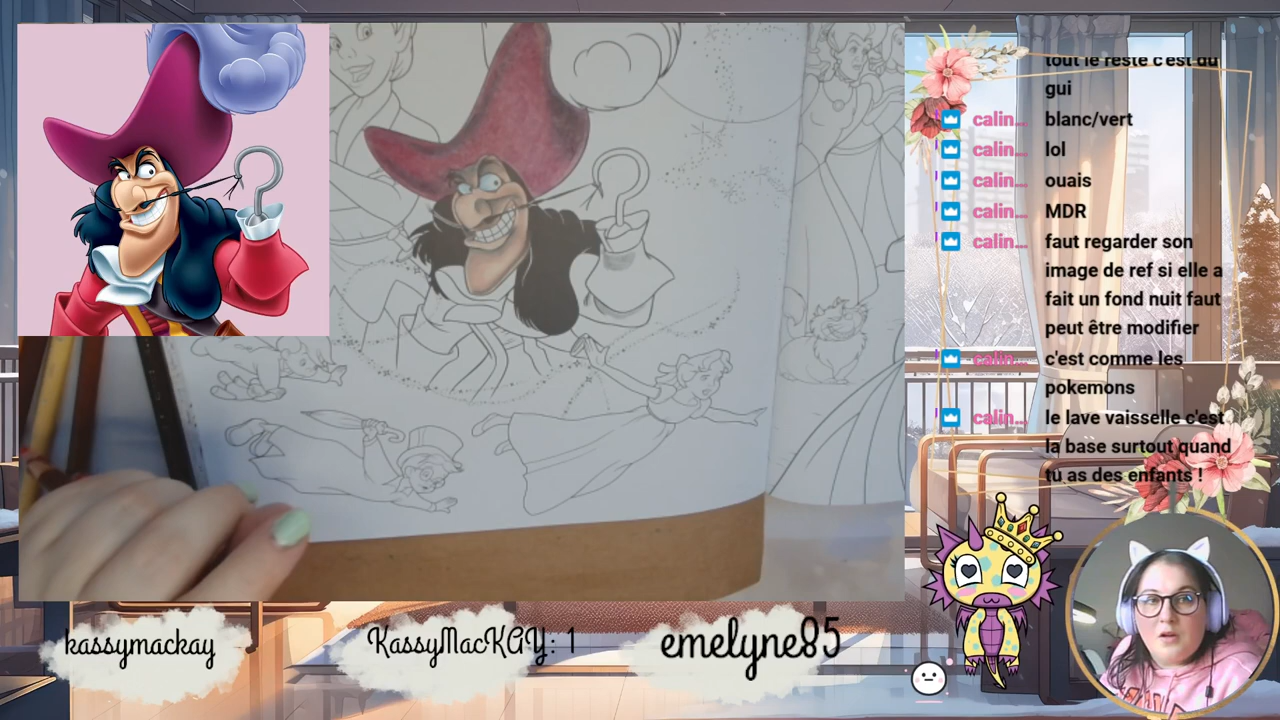 tout le reste c'est du
gui
calin... blanc/vert
calin... lol
calin... ouais
calin... MDR
calin... faut regarder son
image de ref si elle a
fait un fond nuit faut
peut être modifier
calin... c'est comme les
pokemons
calin... le lave vaisselle c'est
la base surtout quand
tu as des enfants !
kassymackay
KassyMacKAY: 1
emelyne85